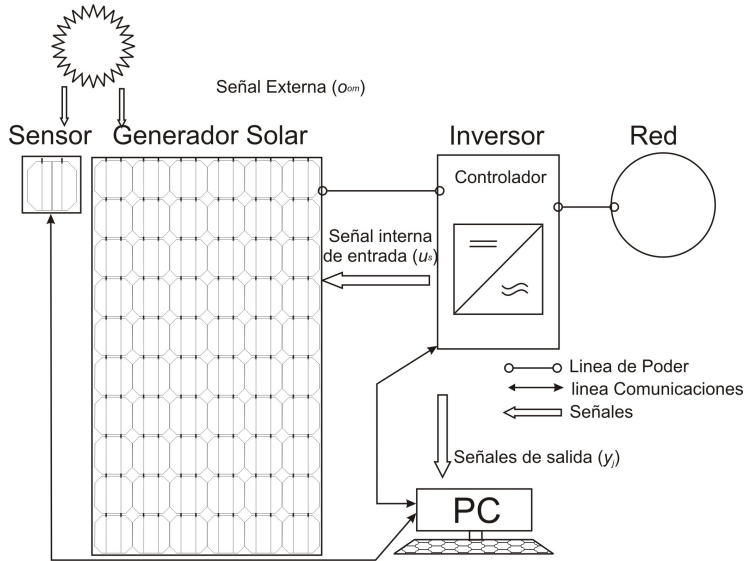 Señal Externa (oom)
Sensor
Generador Solar
Inversor
Red
Controlador
Señal interna
de entrada (us)
Linea de Poder
linea Comunicaciones
Señales
Señales de salida (yj)
PC